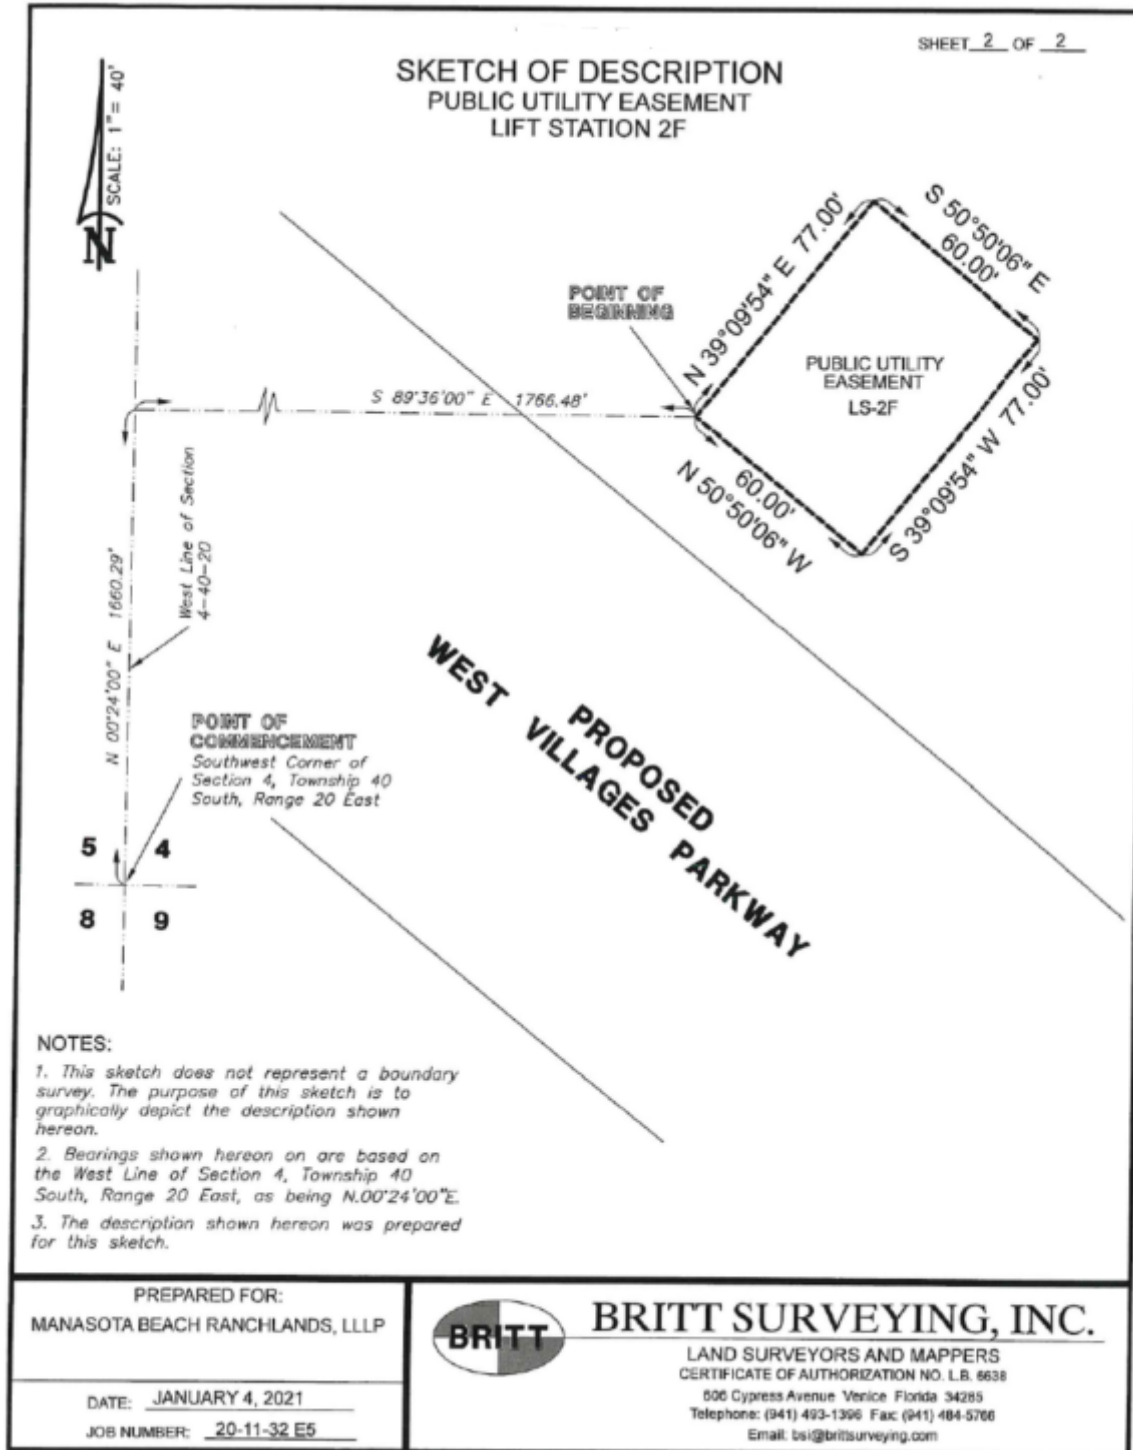 SHEET 2 OF 2
SKETCH OF DESCRIPTION
PUBLIC UTILITY EASEMENT
LIFT STATION 2F
SCALE: 1"= 40'
N
S 50°50'06" E
60.00'
N 39°09'54" E 77.00'
POINT OF
BEGINNING
PUBLIC UTILITY
EASEMENT
LS-2F
S 89°36'00" E 1766.48'
S 39°09'54" W 77.00'
60.00'
N 50°50'06" W
West Line of Section
4-40-20
N 00°24'00" E 1660.29'
POINT OF
COMMENCEMENT
Southwest Corner of
Section 4, Township 40
South, Range 20 East
PROPOSED
WEST VILLAGES PARKWAY
5 4
8 9
NOTES:
1. This sketch does not represent a boundary
survey. The purpose of this sketch is to
graphically depict the description shown
hereon.
2. Bearings shown hereon on are based on
the West Line of Section 4, Township 40
South, Range 20 East, as being N.00°24'00"E.
3. The description shown hereon was prepared
for this sketch.
PREPARED FOR:
MANASOTA BEACH RANCHLANDS, LLLP
DATE: JANUARY 4, 2021
JOB NUMBER: 20-11-32 E5
BRITT
BRITT SURVEYING, INC.
LAND SURVEYORS AND MAPPERS
CERTIFICATE OF AUTHORIZATION NO. L.B. 6638
606 Cypress Avenue Venice Florida 34285
Telephone: (941) 493-1396 Fax: (941) 484-5766
Email: bsi@brittsurveying.com